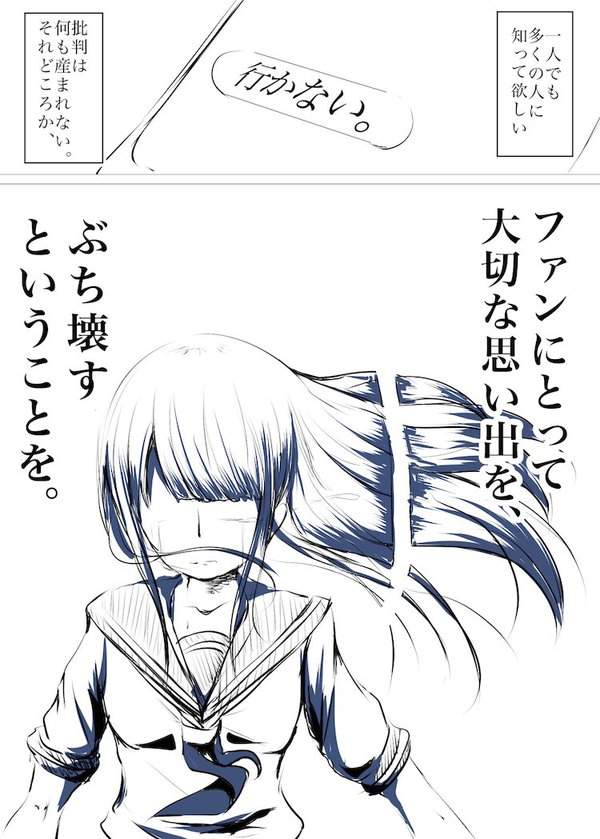 一人でも
多くの人に
知って欲しい
行かない。
批判は
何も産まれない。
それどころか、
ファンにとって
大切な思い出を、
ぶち壊す
ということを。